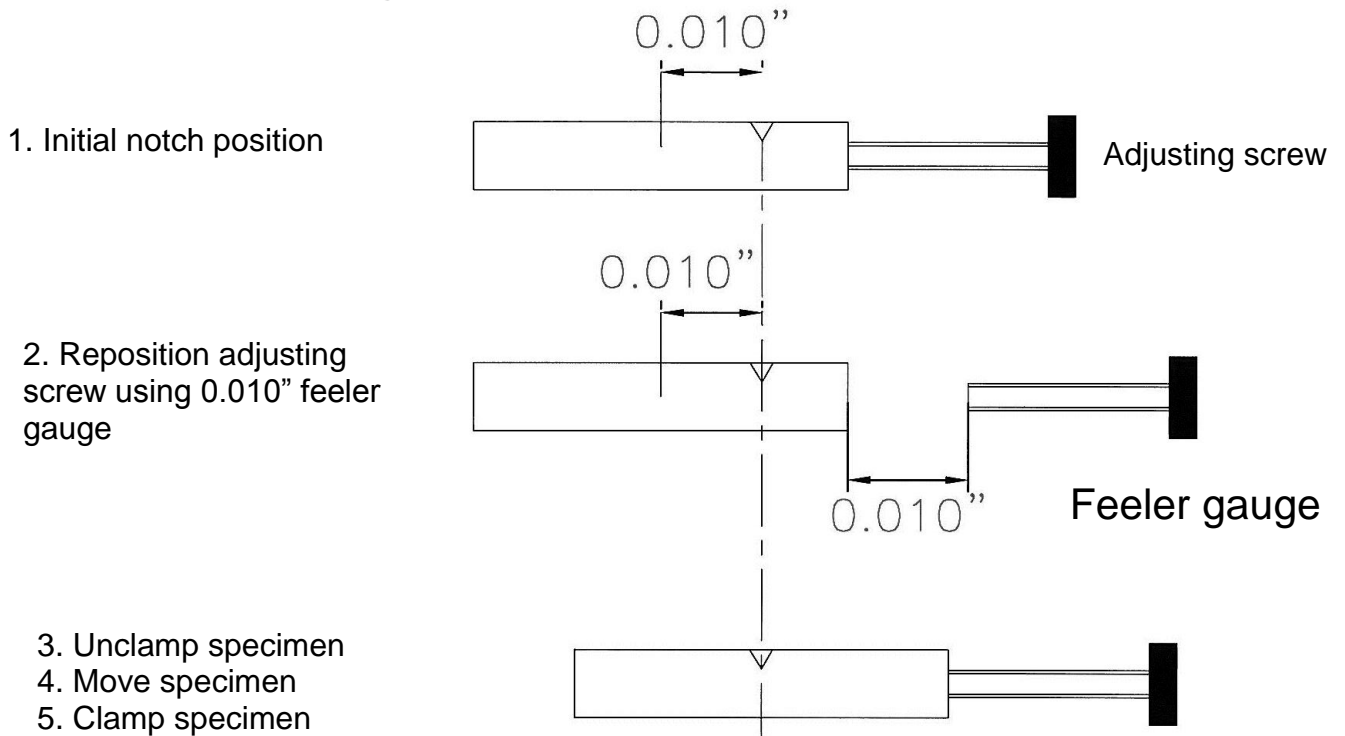 0.010”
1. Initial notch position
Adjusting screw
0.010”
2. Reposition adjusting
screw using 0.010” feeler
gauge
0.010”
Feeler gauge
3. Unclamp specimen
4. Move specimen
5. Clamp specimen